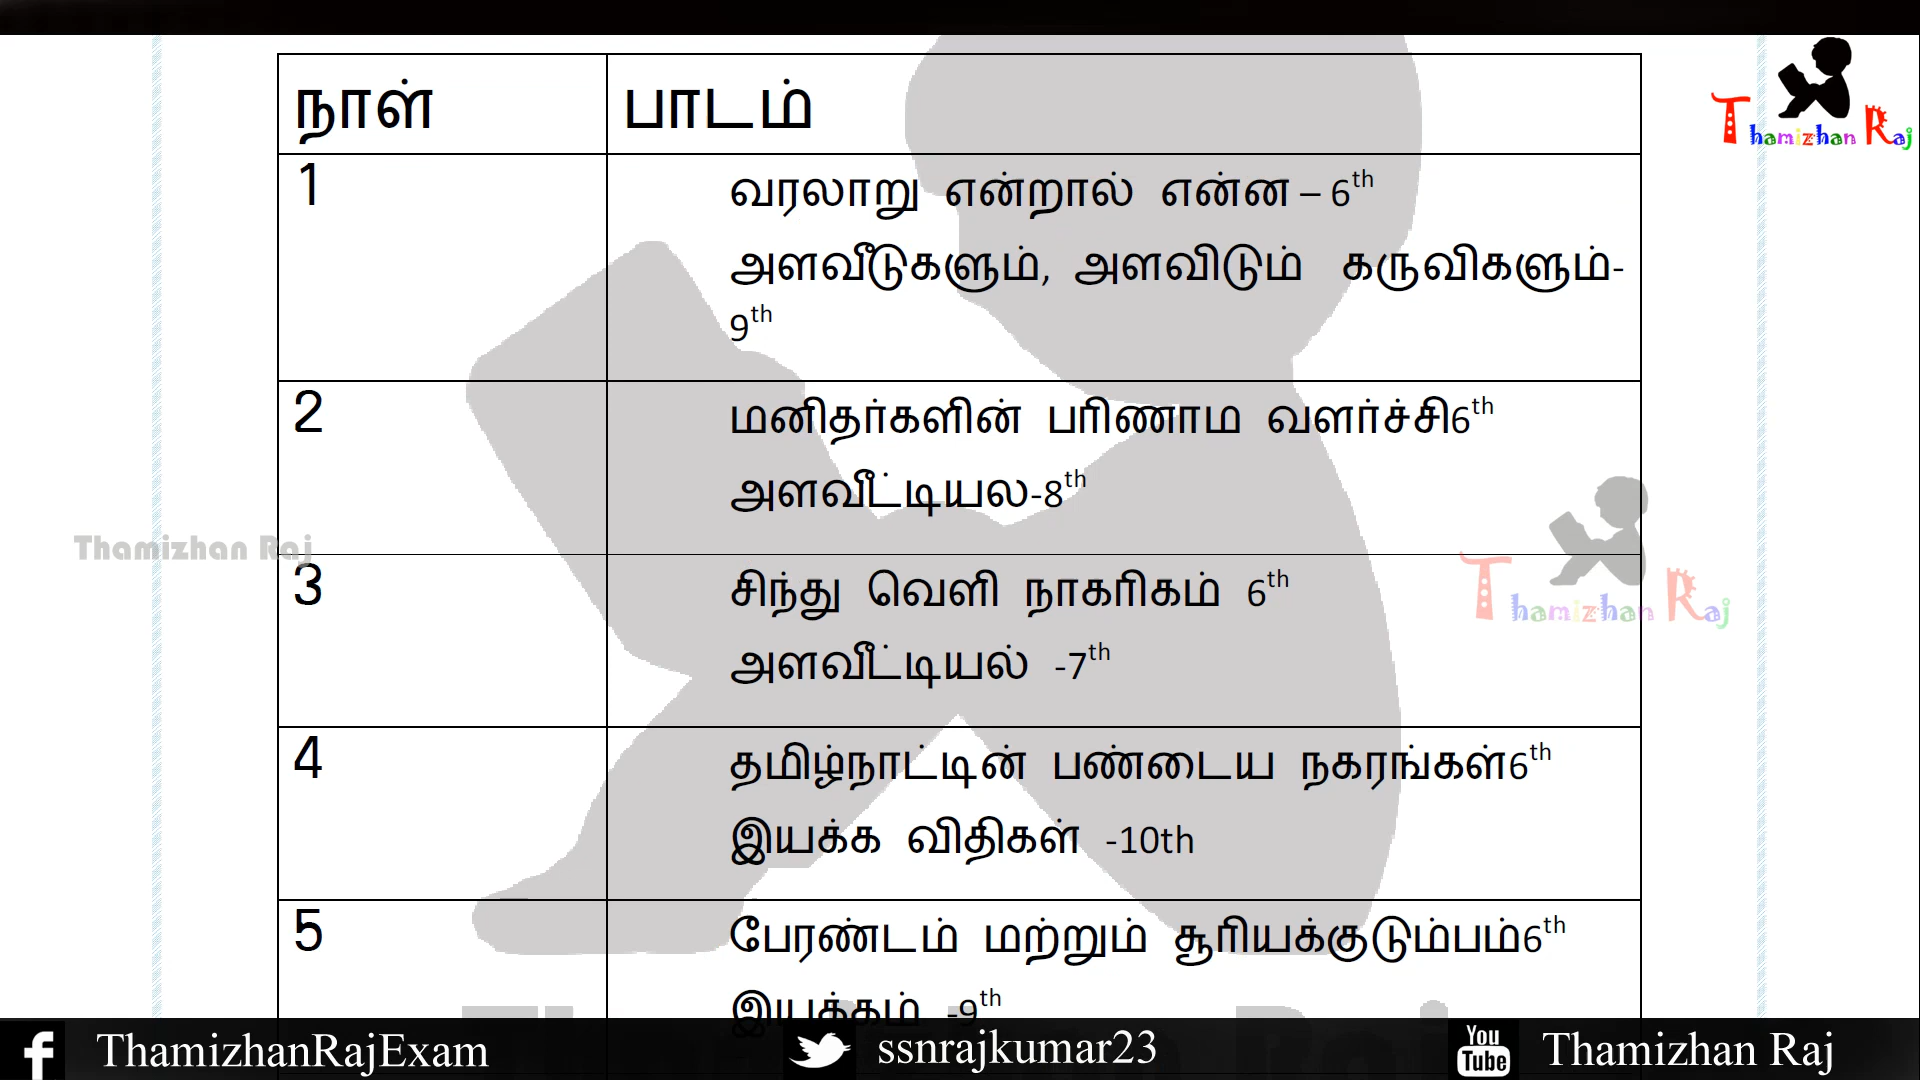 நாள் பாடம்
Thamizhan Raj
1 வரலாறு என்றால் என்ன – 6th
அளவீடுகளும், அளவிடும் கருவிகளும்-
9th
2 மனிதர்களின் பரிணாம வளர்ச்சி6th
அளவீட்டியல-8th
Thamizhan Raj
3 சிந்து வெளி நாகரிகம் 6th
Thamizhan Raj
அளவீட்டியல் -7th
4 தமிழ்நாட்டின் பண்டைய நகரங்கள்6th
இயக்க விதிகள் -10th
5 பேரண்டம் மற்றும் சூரியக்குடும்பம்6th
இயக்கம் -9th
f ThamizhanRajExam ssnrajkumar23 You Tube Thamizhan Raj